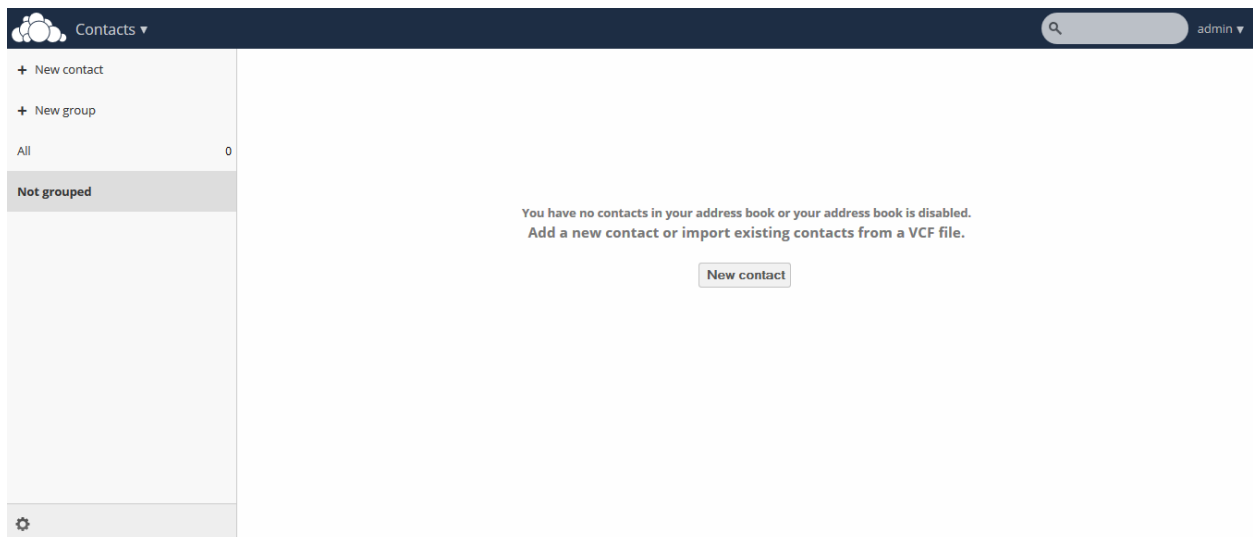 Contacts ▾
admin ▾
+ New contact
+ New group
All 0
Not grouped
You have no contacts in your address book or your address book is disabled.
Add a new contact or import existing contacts from a VCF file.
New contact